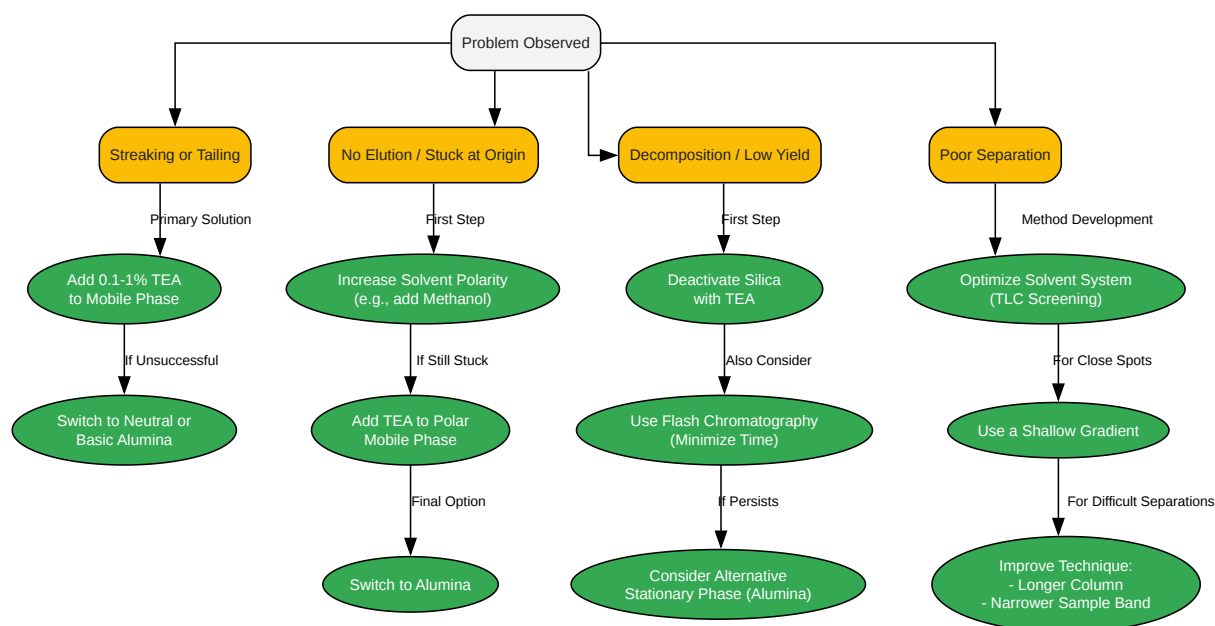 Problem Observed
Streaking or Tailing
No Elution / Stuck at Origin
Decomposition / Low Yield
Poor Separation
Primary Solution
First Step
First Step
Method Development
Add 0.1-1% TEA
to Mobile Phase
Increase Solvent Polarity
(e.g., add Methanol)
Deactivate Silica
with TEA
Optimize Solvent System
(TLC Screening)
If Unsuccessful
If Still Stuck
Also Consider
For Close Spots
Switch to Neutral or
Basic Alumina
Add TEA to Polar
Mobile Phase
Use Flash Chromatography
(Minimize Time)
Use a Shallow Gradient
Final Option
If Persists
For Difficult Separations
Switch to Alumina
Consider Alternative
Stationary Phase (Alumina)
Improve Technique:
- Longer Column
- Narrower Sample Band